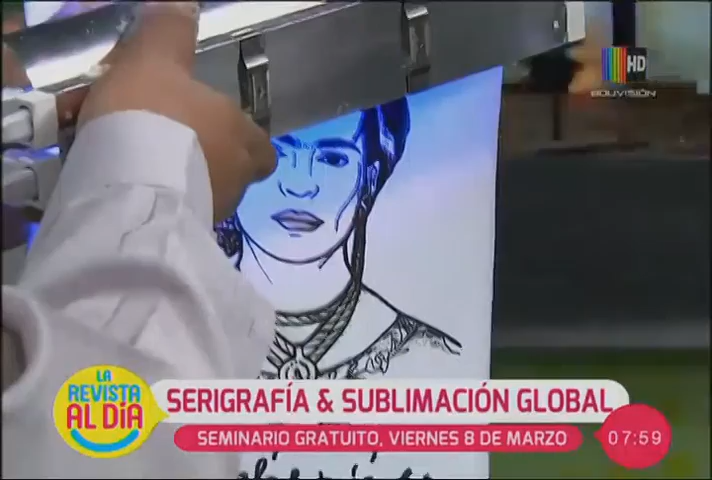 HD
BOLIVISIÓN
LA
REVISTA
AL DÍA
SERIGRAFÍA & SUBLIMACIÓN GLOBAL
SEMINARIO GRATUITO, VIERNES 8 DE MARZO
07:59